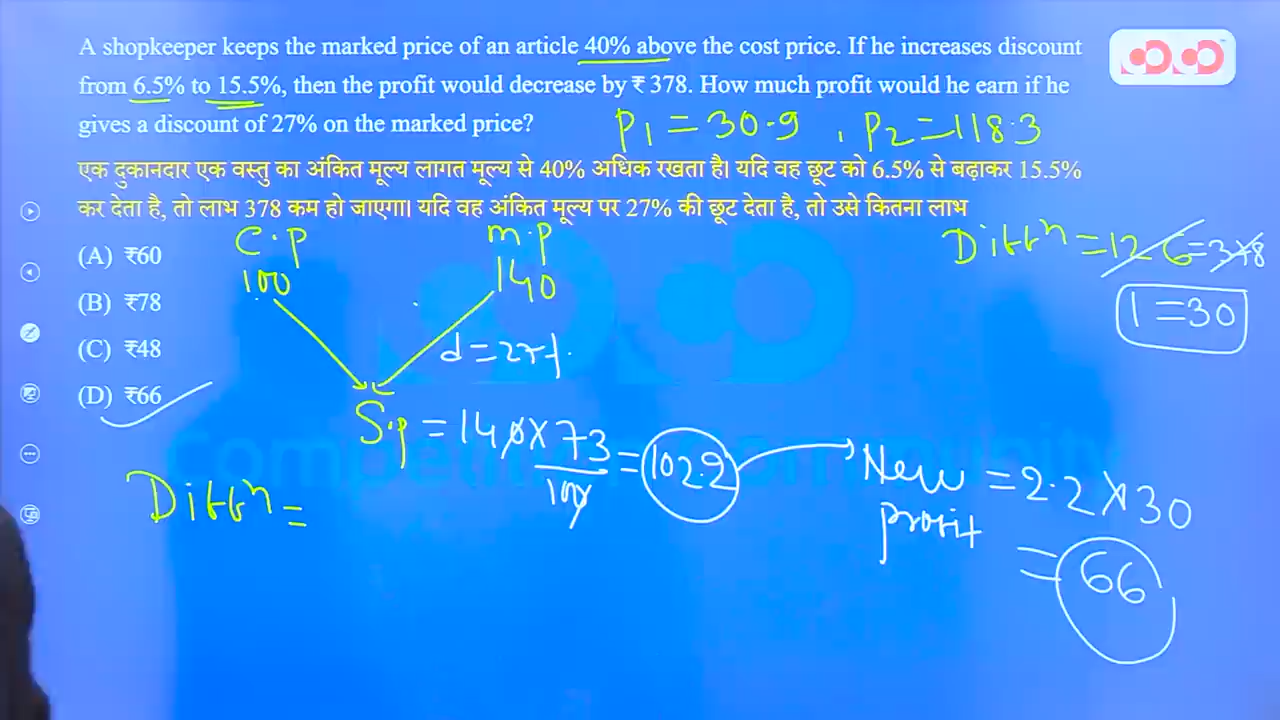 A shopkeeper keeps the marked price of an article 40% above the cost price. If he increases discount
from 6.5% to 15.5%, then the profit would decrease by ₹ 378. How much profit would he earn if he
gives a discount of 27% on the marked price?
P1 = 30.9 , P2 = 118.3
एक दुकानदार एक वस्तु का अंकित मूल्य लागत मूल्य से 40% अधिक रखता है। यदि वह छूट को 6.5% से बढ़ाकर 15.5%
कर देता है, तो लाभ 378 कम हो जाएगा। यदि वह अंकित मूल्य पर 27% की छूट देता है, तो उसे कितना लाभ
C.P M.P
100 140
(A) ₹60
(B) ₹78
(C) ₹48
(D) ₹66
Diffn = 12.6 = 378
1 = 30
d = 27%
S.P = 140 × 73
100
= 102.2
New profit = 2.2 × 30
= 66
Diffn =